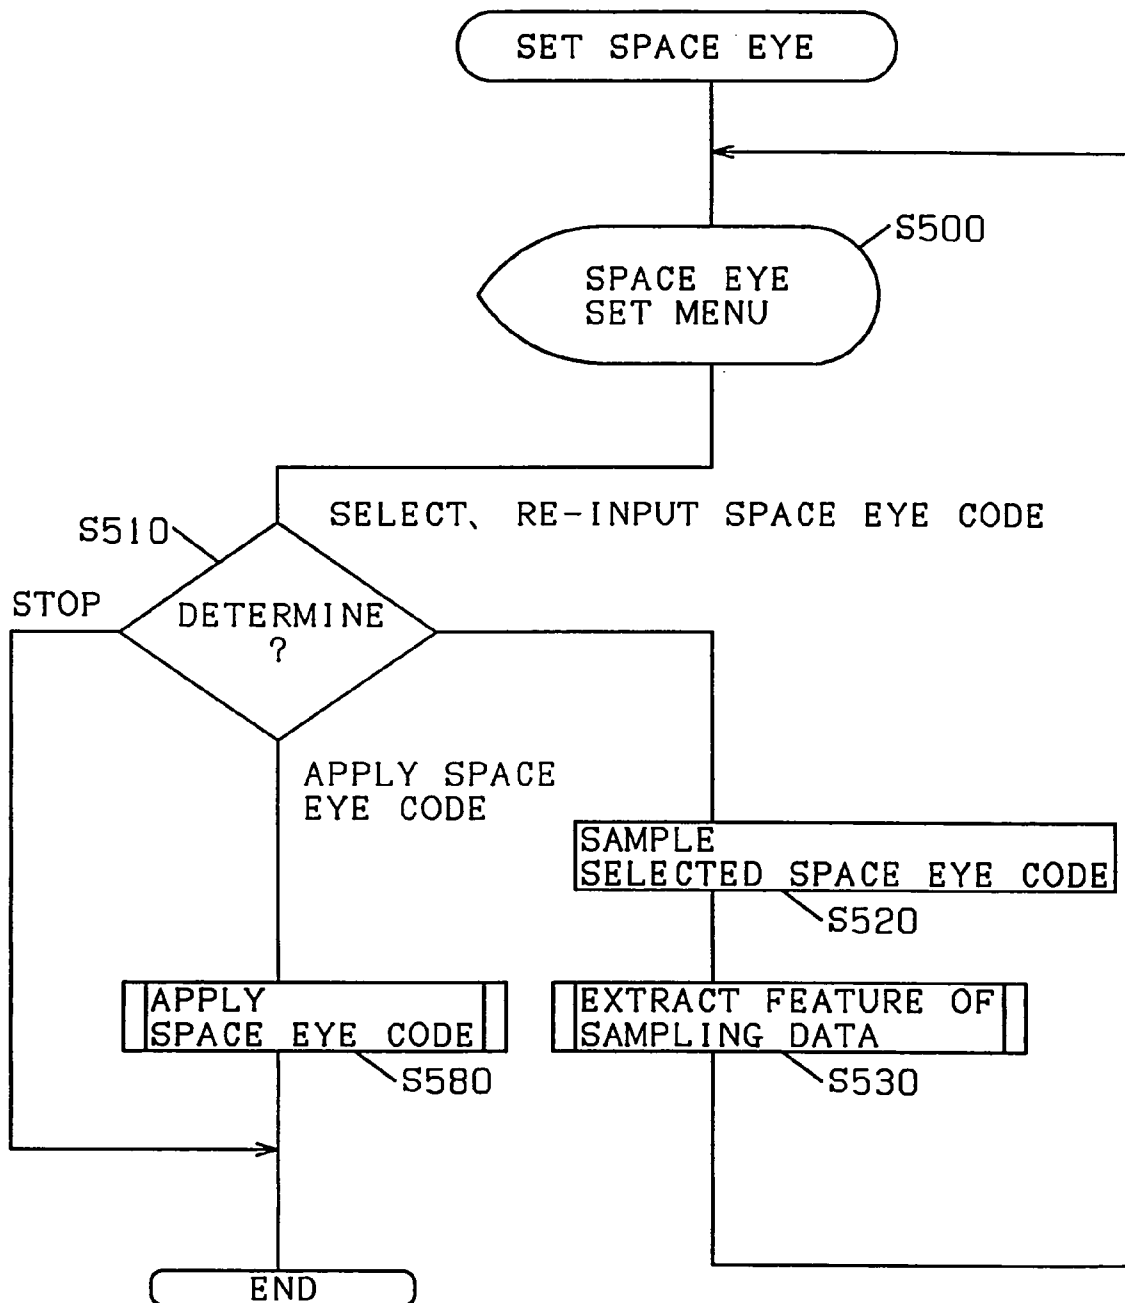 SET SPACE EYE
S500
SPACE EYE
SET MENU
SELECT、 RE-INPUT SPACE EYE CODE
S510
STOP
DETERMINE
?
APPLY SPACE
EYE CODE
SAMPLE
SELECTED SPACE EYE CODE
S520
APPLY
SPACE EYE CODE
S580
EXTRACT FEATURE OF
SAMPLING DATA
S530
END